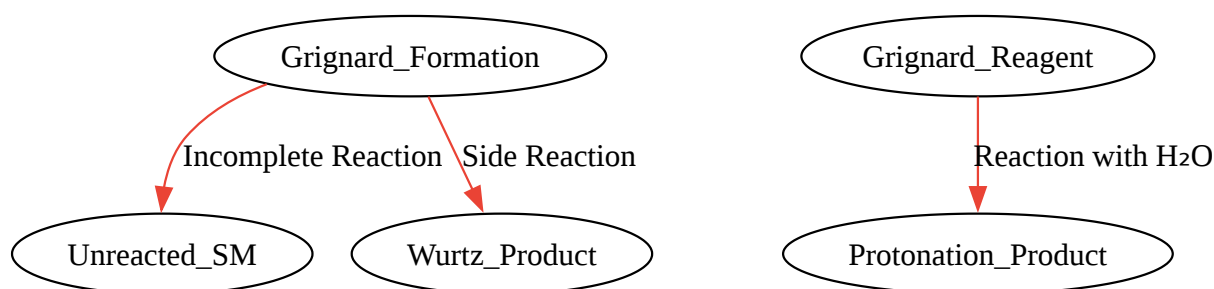 Grignard_Formation
Grignard_Reagent
Incomplete Reaction
Side Reaction
Reaction with H₂O
Unreacted_SM
Wurtz_Product
Protonation_Product